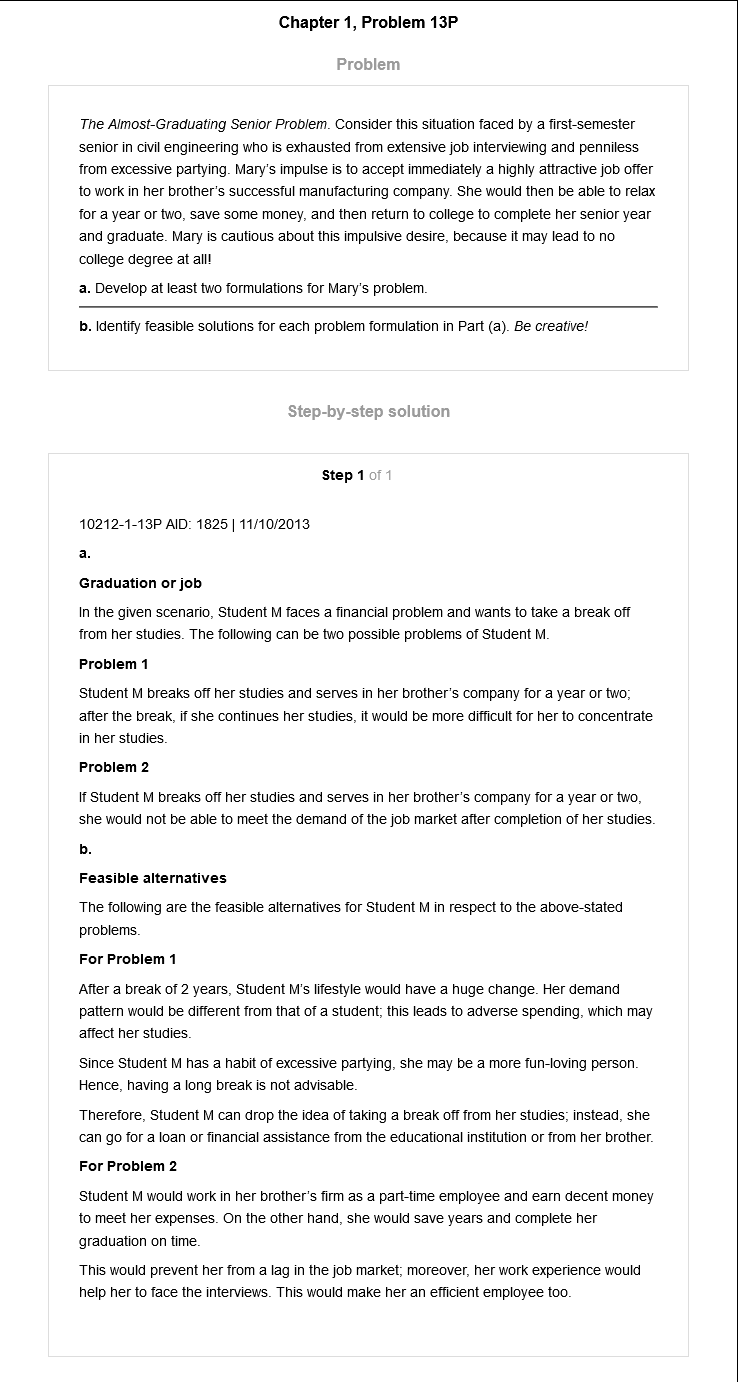 Chapter 1, Problem 13P
Problem
The Almost-Graduating Senior Problem. Consider this situation faced by a first-semester
senior in civil engineering who is exhausted from extensive job interviewing and penniless
from excessive partying. Mary's impulse is to accept immediately a highly attractive job offer
to work in her brother's successful manufacturing company. She would then be able to relax
for a year or two, save some money, and then return to college to complete her senior year
and graduate. Mary is cautious about this impulsive desire, because it may lead to no
college degree at all!
a. Develop at least two formulations for Mary's problem.
b. Identify feasible solutions for each problem formulation in Part (a). Be creative!
Step-by-step solution
Step 1 of 1
10212-1-13P AID: 1825 | 11/10/2013
a.
Graduation or job
In the given scenario, Student M faces a financial problem and wants to take a break off
from her studies. The following can be two possible problems of Student M.
Problem 1
Student M breaks off her studies and serves in her brother's company for a year or two;
after the break, if she continues her studies, it would be more difficult for her to concentrate
in her studies.
Problem 2
If Student M breaks off her studies and serves in her brother's company for a year or two,
she would not be able to meet the demand of the job market after completion of her studies.
b.
Feasible alternatives
The following are the feasible alternatives for Student M in respect to the above-stated
problems.
For Problem 1
After a break of 2 years, Student M's lifestyle would have a huge change. Her demand
pattern would be different from that of a student; this leads to adverse spending, which may
affect her studies.
Since Student M has a habit of excessive partying, she may be a more fun-loving person.
Hence, having a long break is not advisable.
Therefore, Student M can drop the idea of taking a break off from her studies; instead, she
can go for a loan or financial assistance from the educational institution or from her brother.
For Problem 2
Student M would work in her brother's firm as a part-time employee and earn decent money
to meet her expenses. On the other hand, she would save years and complete her
graduation on time.
This would prevent her from a lag in the job market; moreover, her work experience would
help her to face the interviews. This would make her an efficient employee too.